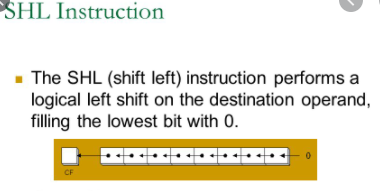 SHL Instruction
The SHL (shift left) instruction performs a
logical left shift on the destination operand,
filling the lowest bit with 0.
0
CF